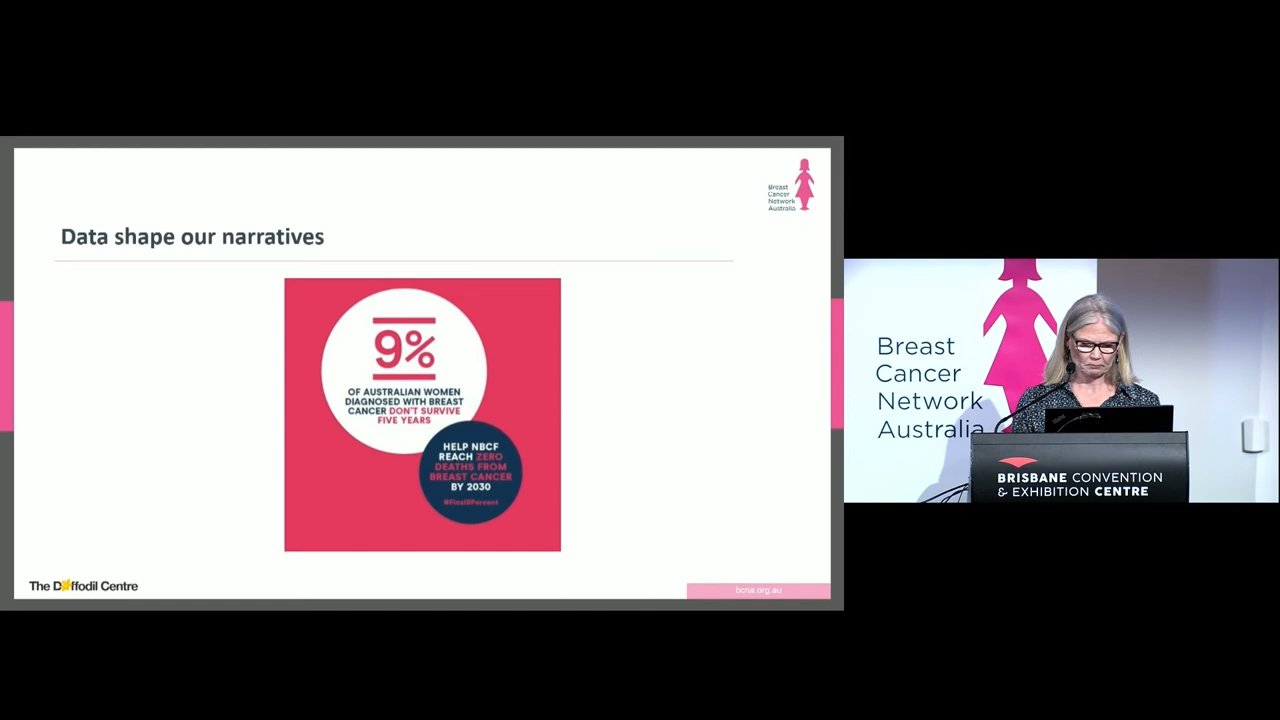 Breast
Cancer
Network
Australia
Data shape our narratives
9%
OF AUSTRALIAN WOMEN
DIAGNOSED WITH BREAST
CANCER DON'T SURVIVE
FIVE YEARS
HELP NBCF
REACH ZERO
DEATHS FROM
BREAST CANCER
BY 2030
The Daffodil Centre
bcna.org.au
Breast
Cancer
Network
Australia
BRISBANE CONVENTION
& EXHIBITION CENTRE